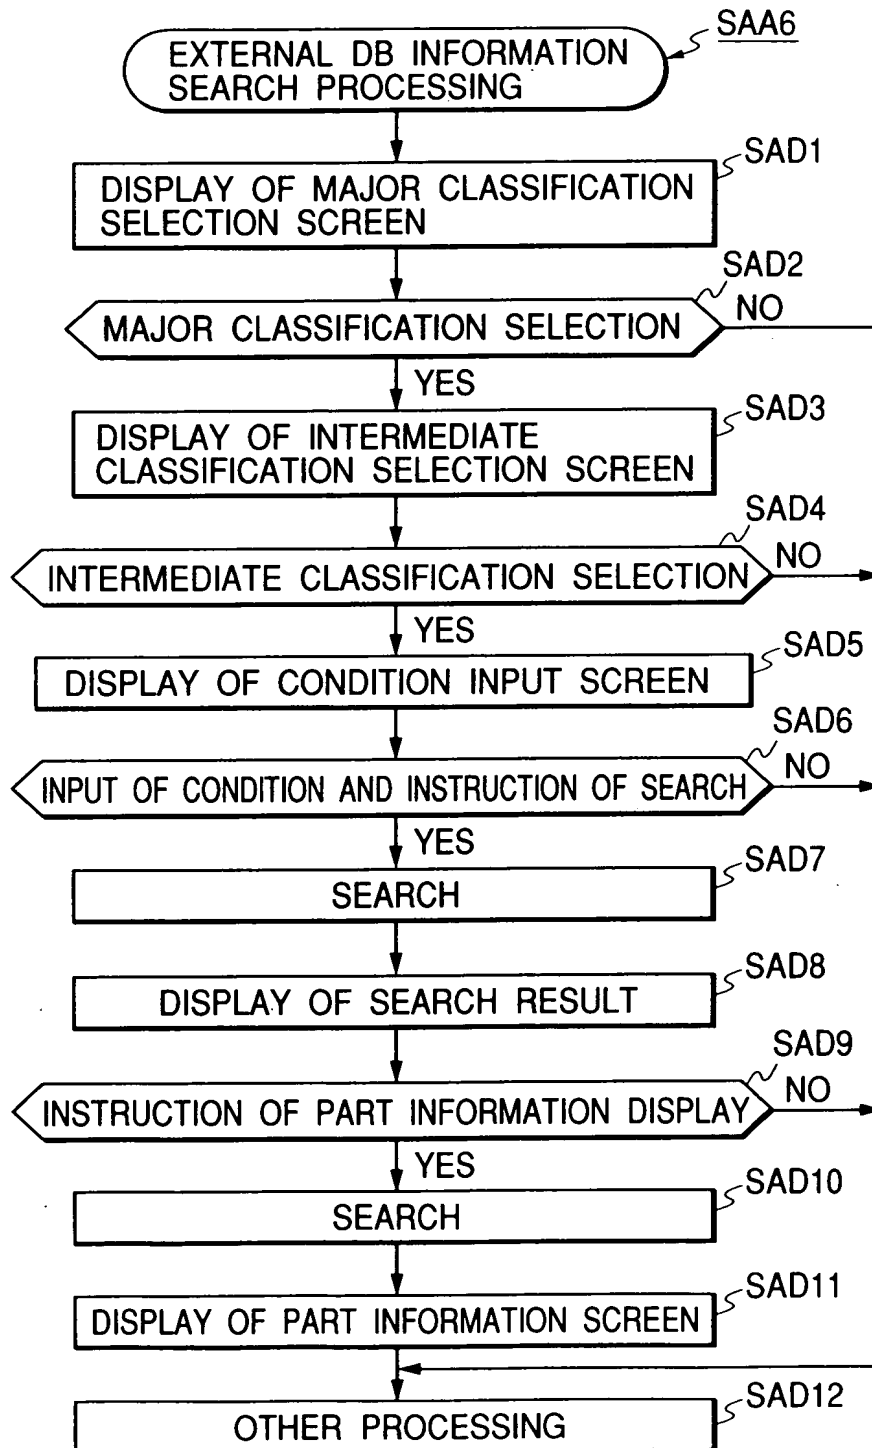 SAA6
EXTERNAL DB INFORMATION
SEARCH PROCESSING
SAD1
DISPLAY OF MAJOR CLASSIFICATION
SELECTION SCREEN
SAD2
MAJOR CLASSIFICATION SELECTION
NO
YES
SAD3
DISPLAY OF INTERMEDIATE
CLASSIFICATION SELECTION SCREEN
SAD4
INTERMEDIATE CLASSIFICATION SELECTION
NO
YES
SAD5
DISPLAY OF CONDITION INPUT SCREEN
SAD6
INPUT OF CONDITION AND INSTRUCTION OF SEARCH
NO
YES
SAD7
SEARCH
SAD8
DISPLAY OF SEARCH RESULT
SAD9
INSTRUCTION OF PART INFORMATION DISPLAY
NO
YES
SAD10
SEARCH
SAD11
DISPLAY OF PART INFORMATION SCREEN
SAD12
OTHER PROCESSING